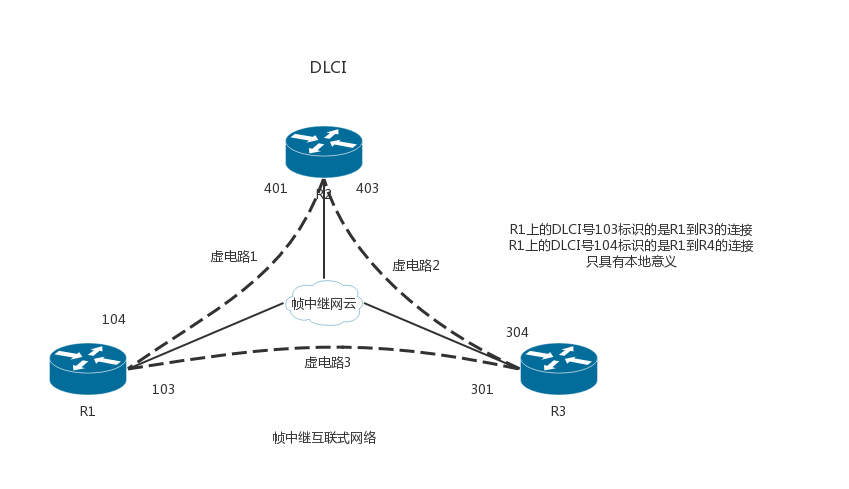 DLCI
401
R2
403
R1上的DLCI号103标识的是R1到R3的连接
R1上的DLCI号104标识的是R1到R4的连接
只具有本地意义
虚电路1
虚电路2
帧中继网云
104
304
虚电路3
103
301
R1
R3
帧中继互联式网络